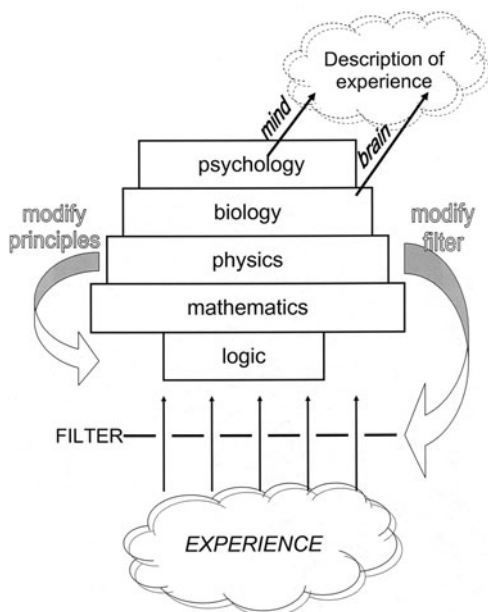 Description of
experience
mind
brain
psychology
biology
physics
mathematics
logic
modify
principles
modify
filter
FILTER
EXPERIENCE